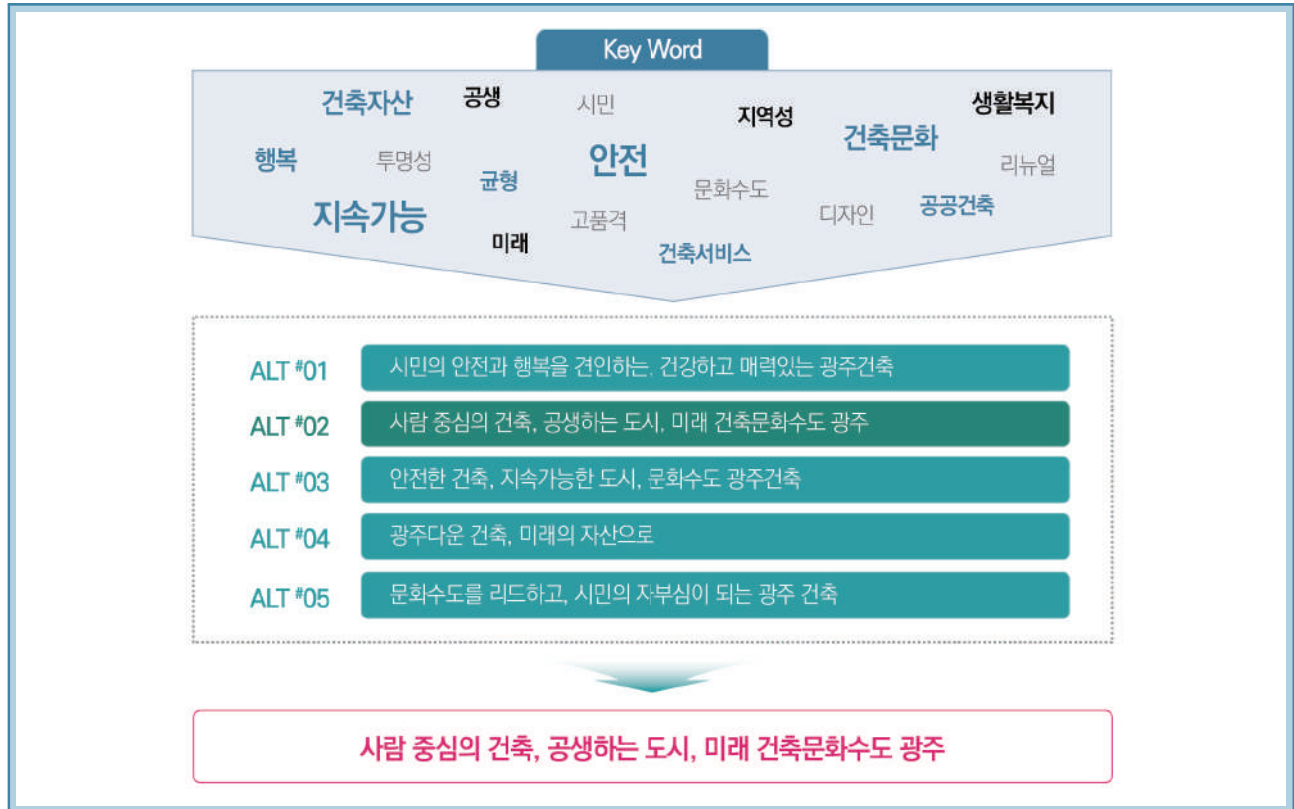 Key Word
건축자산 공생 시민 지역성 생활복지
행복 투명성 균형 안전 문화수도 건축문화 리뉴얼
지속가능 미래 고품격 건축서비스 디자인 공공건축
ALT #01 시민의 안전과 행복을 견인하는. 건강하고 매력있는 광주건축
ALT #02 사람 중심의 건축, 공생하는 도시, 미래 건축문화수도 광주
ALT #03 안전한 건축, 지속가능한 도시, 문화수도 광주건축
ALT #04 광주다운 건축, 미래의 자산으로
ALT #05 문화수도를 리드하고, 시민의 자부심이 되는 광주 건축
사람 중심의 건축, 공생하는 도시, 미래 건축문화수도 광주